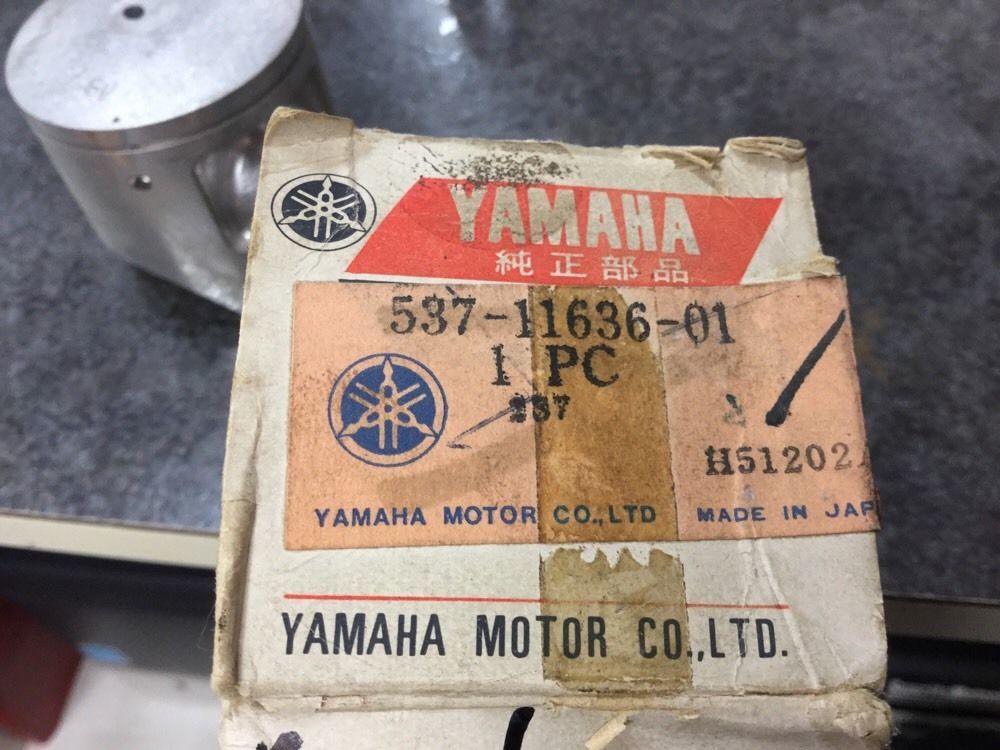 YAMAHA
純正部品
537-11636-01
1 PC
337
H51202
YAMAHA MOTOR CO.,LTD
MADE IN JAP
YAMAHA MOTOR CO.,LTD.